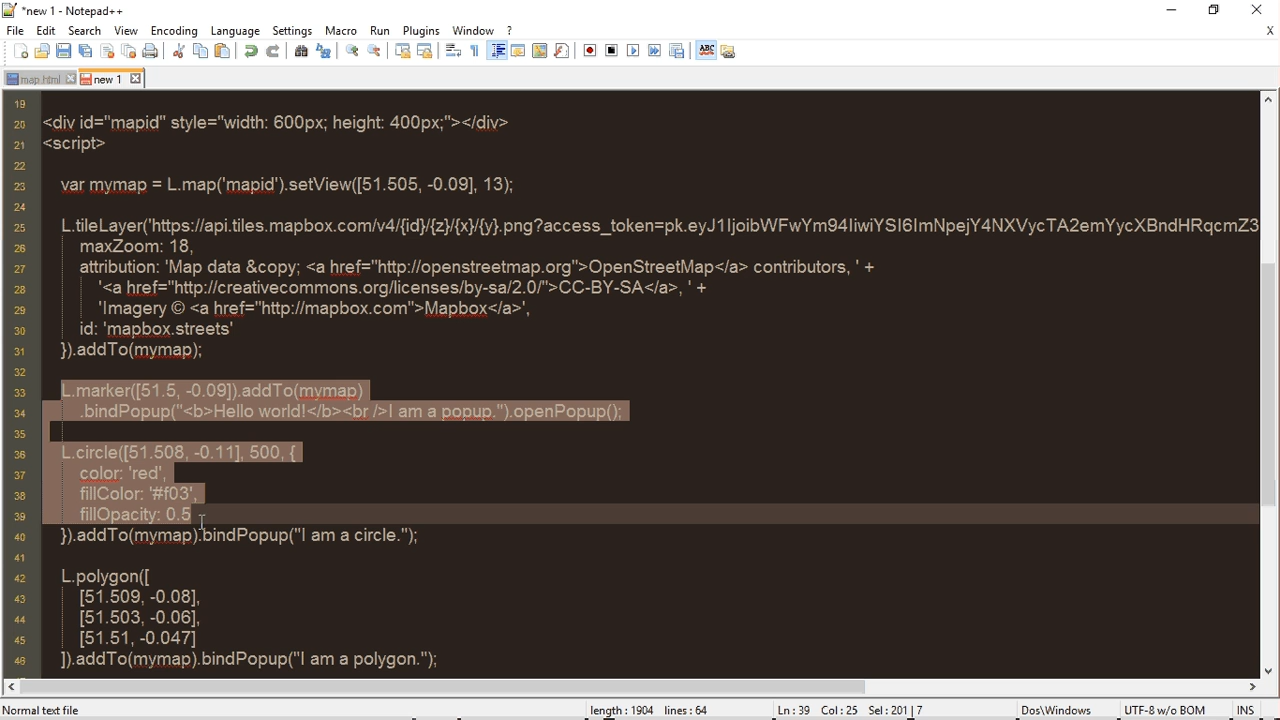 *new 1 - Notepad++
File Edit Search View Encoding Language Settings Macro Run Plugins Window ? X
map.html new 1
19
20 <div id="mapid" style="width: 600px; height: 400px;"></div>
21 <script>
22
23 var mymap = L.map('mapid').setView([51.505, -0.09], 13);
24
25 L.tileLayer('https://api.tiles.mapbox.com/v4/{id}/{z}/{x}/{y}.png?access_token=pk.eyJ1IjoibWFwYm94IiwiYSI6ImNpejY4NXVycTA2emYycXBndHRqcmZ3
26 maxZoom: 18,
27 attribution: 'Map data &copy; <a href="http://openstreetmap.org">OpenStreetMap</a> contributors, ' +
28 '<a href="http://creativecommons.org/licenses/by-sa/2.0/">CC-BY-SA</a>, ' +
29 'Imagery © <a href="http://mapbox.com">Mapbox</a>',
30 id: 'mapbox.streets'
31 }).addTo(mymap);
32
33 L.marker([51.5, -0.09]).addTo(mymap)
34 .bindPopup("<b>Hello world!</b><br />I am a popup.").openPopup();
35
36 L.circle([51.508, -0.11], 500, {
37 color: 'red',
38 fillColor: '#f03',
39 fillOpacity: 0.5
40 }).addTo(mymap).bindPopup("I am a circle.");
41
42 L.polygon([
43 [51.509, -0.08],
44 [51.503, -0.06],
45 [51.51, -0.047]
46 ]).addTo(mymap).bindPopup("I am a polygon.");
Normal text file length : 1904 lines : 64 Ln : 39 Col : 25 Sel : 201 | 7 Dos\Windows UTF-8 w/o BOM INS